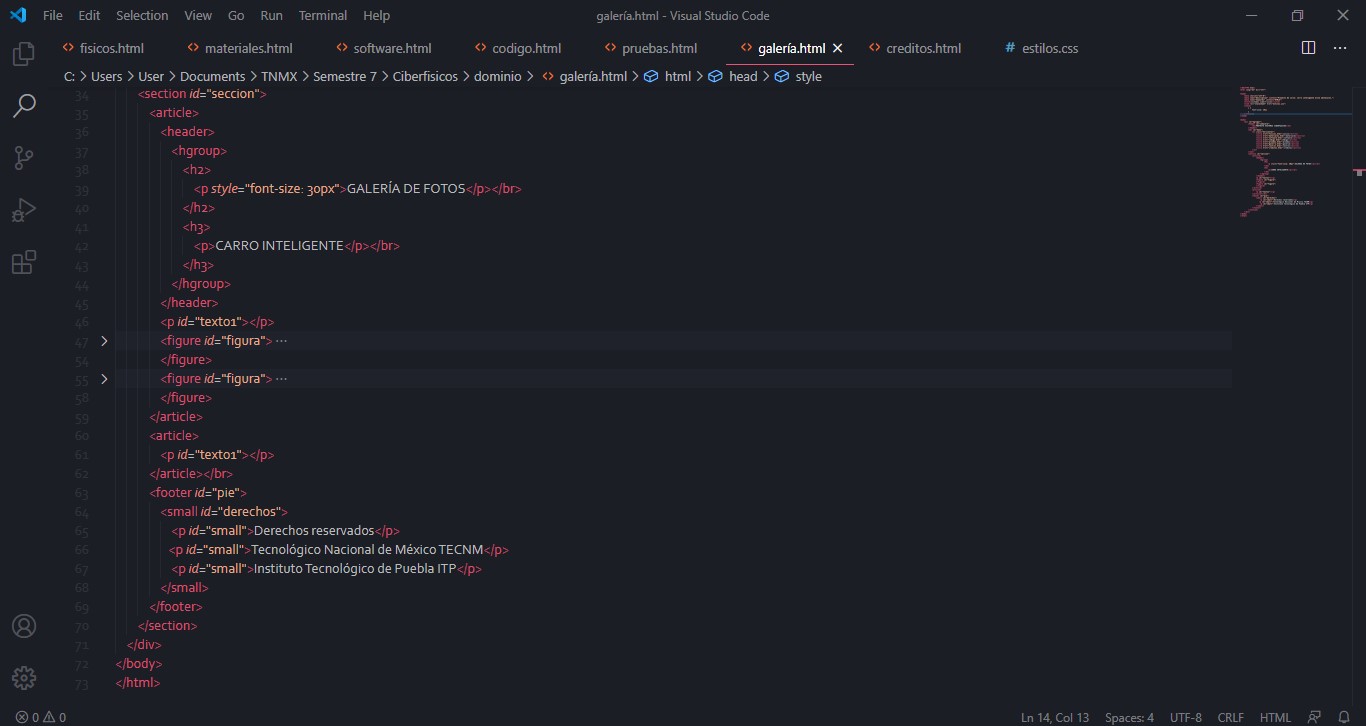 File Edit Selection View Go Run Terminal Help galería.html - Visual Studio Code
fisicos.html materiales.html software.html codigo.html pruebas.html galería.html creditos.html # estilos.css
C: > Users > User > Documents > TNMX > Semestre 7 > Ciberfisicos > dominio > galería.html > html > head > style
34 <section id="seccion">
35 <article>
36 <header>
37 <hgroup>
38 <h2>
39 <p style="font-size: 30px">GALERÍA DE FOTOS</p></br>
40 </h2>
41 <h3>
42 <p>CARRO INTELIGENTE</p></br>
43 </h3>
44 </hgroup>
45 </header>
46 <p id="texto1"></p>
47 <figure id="figura"> ...
54 </figure>
55 <figure id="figura"> ...
58 </figure>
59 </article>
60 <article>
61 <p id="texto1"></p>
62 </article></br>
63 <footer id="pie">
64 <small id="derechos">
65 <p id="small">Derechos reservados</p>
66 <p id="small">Tecnológico Nacional de México TECNM</p>
67 <p id="small">Instituto Tecnológico de Puebla ITP</p>
68 </small>
69 </footer>
70 </section>
71 </div>
72 </body>
73 </html>
0 0 Ln 14, Col 13 Spaces: 4 UTF-8 CRLF HTML